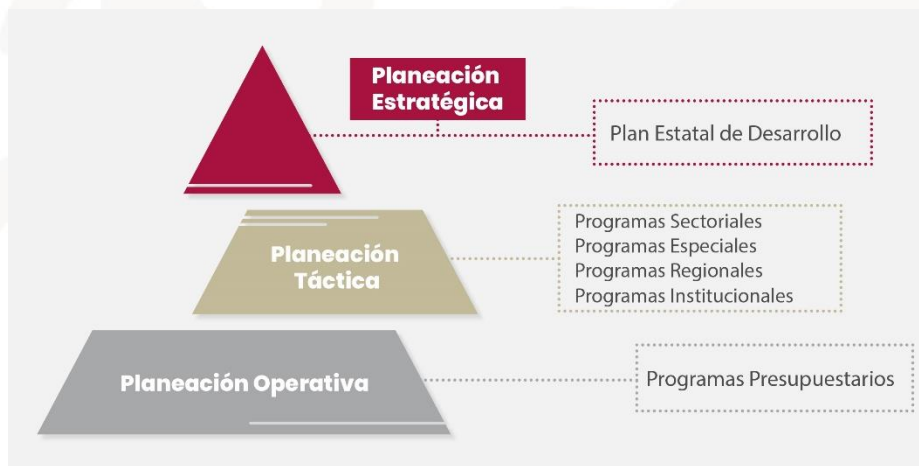 Planeación
Estratégica
Plan Estatal de Desarrollo
Planeación
Táctica
Programas Sectoriales
Programas Especiales
Programas Regionales
Programas Institucionales
Planeación Operativa
Programas Presupuestarios